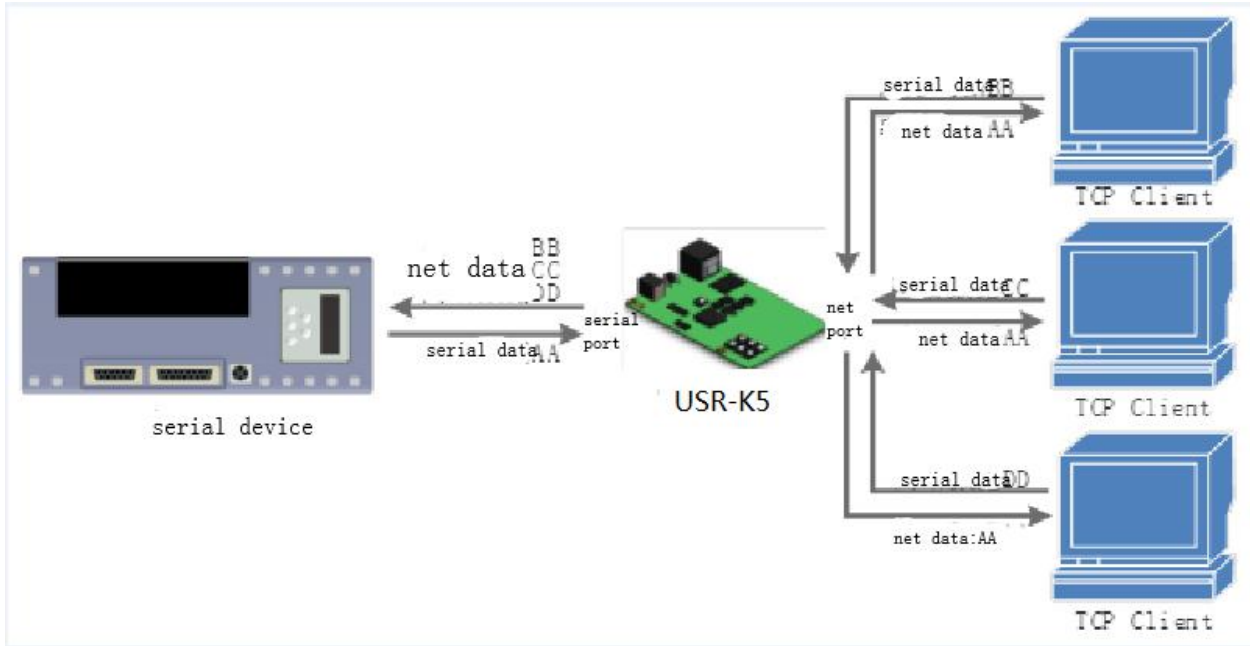 serial data BB
net data AA
TCP Client
net data
BB
CC
DD
serial data AA
serial
port
net
port
USR-K5
serial device
serial data CC
net data AA
TCP Client
serial data DD
net data:AA
TCP Client